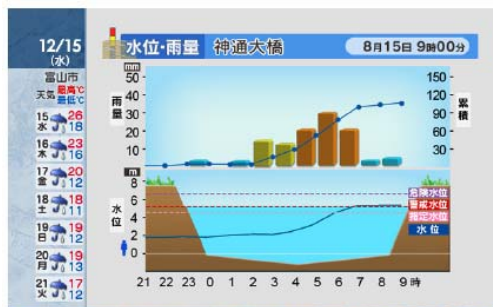 12/15
(水)
富山市
天気 最高℃
最低℃
15 水 26 18
16 木 23 16
17 金 20 12
18 土 18 11
19 日 19 12
20 月 19 13
21 火 17 12
水位・雨量 神通大橋 8月15日 9時00分
mm
50 40 30 20 10
雨量
150 120 90 60 30
累積
m
8 6 4 2 0
水位
危険水位
警戒水位
指定水位
水位
21 22 23 0 1 2 3 4 5 6 7 8 9 時